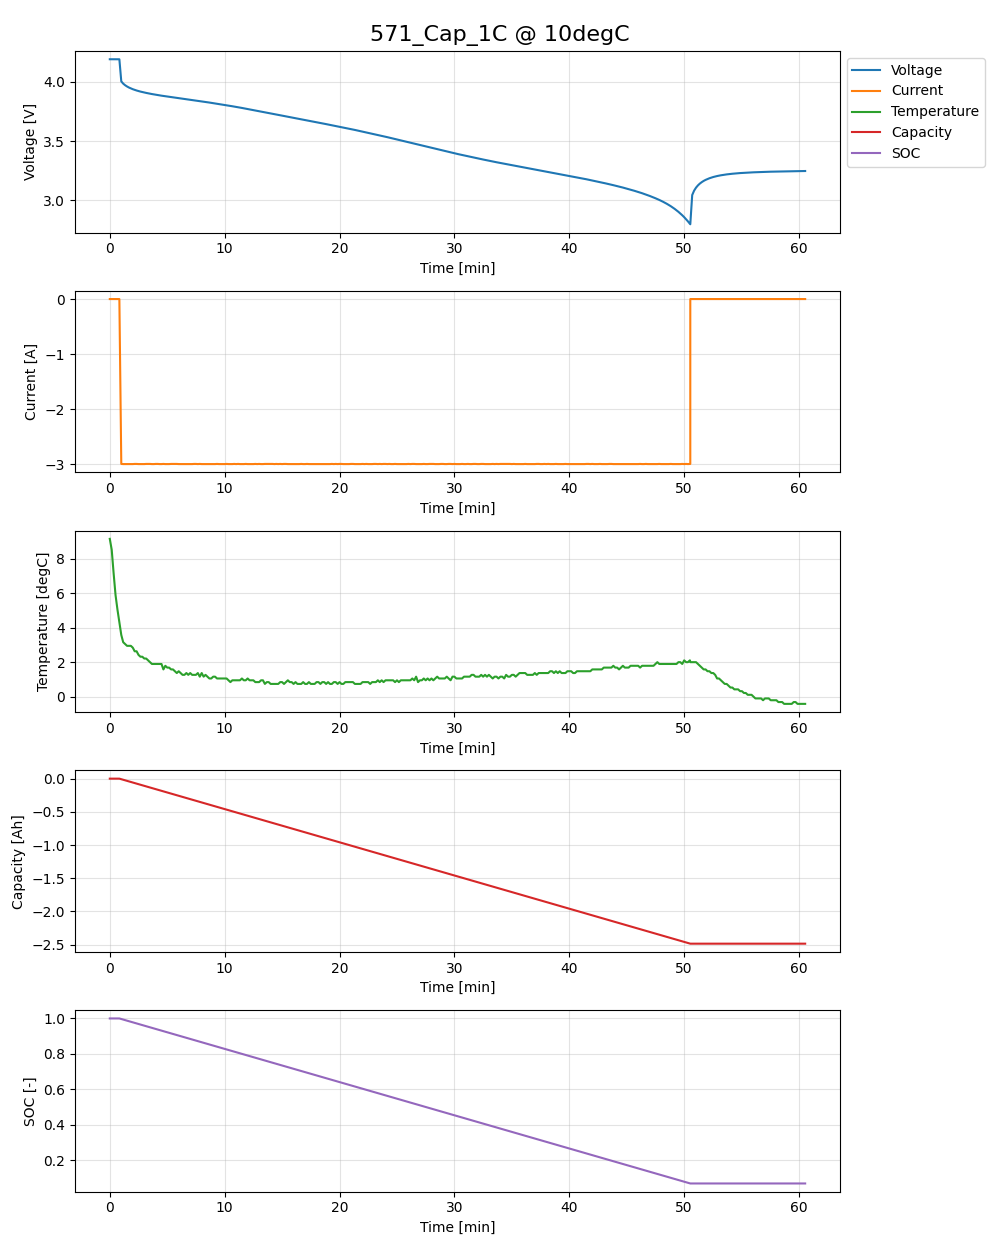 571_Cap_1C @ 10degC
Voltage
Current
Temperature
Capacity
SOC
Voltage [V]
4.0
3.5
3.0
0 10 20 30 40 50 60
Time [min]
Current [A]
0
−1
−2
−3
0 10 20 30 40 50 60
Time [min]
Temperature [degC]
8
6
4
2
0
0 10 20 30 40 50 60
Time [min]
Capacity [Ah]
0.0
−0.5
−1.0
−1.5
−2.0
−2.5
0 10 20 30 40 50 60
Time [min]
SOC [-]
1.0
0.8
0.6
0.4
0.2
0 10 20 30 40 50 60
Time [min]